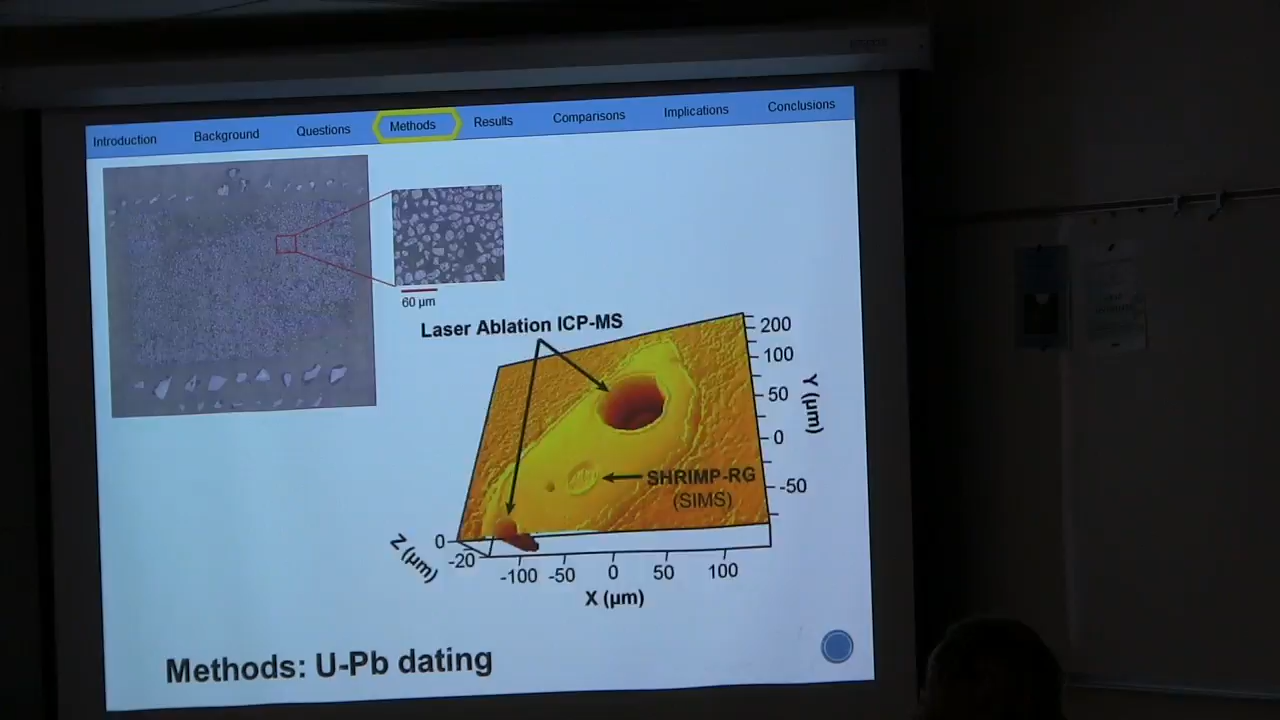 Introduction
Background
Questions
Methods
Results
Comparisons
Implications
Conclusions
60 µm
Laser Ablation ICP-MS
200
100
50
0
-50
Y (µm)
SHRIMP-RG
(SIMS)
0
-20
Z (µm)
-100 -50 0 50 100
X (µm)
Methods: U-Pb dating